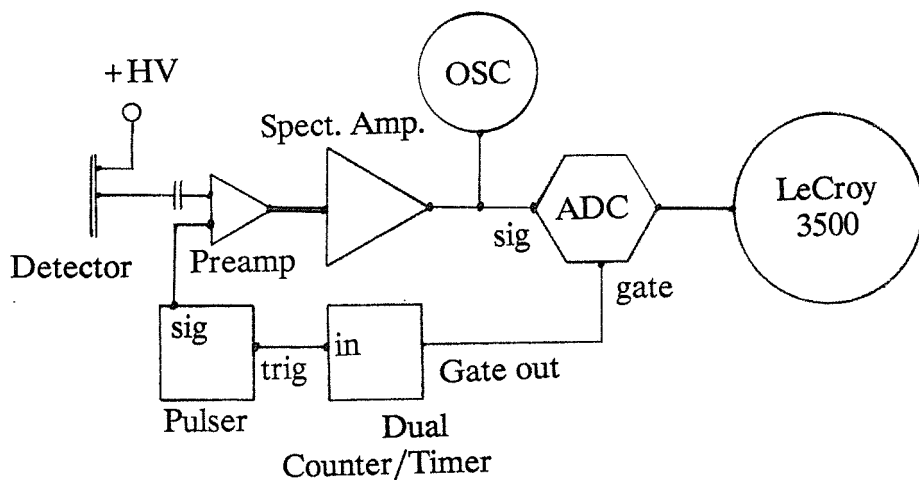 +HV
OSC
Spect. Amp.
LeCroy
3500
ADC
sig
Detector
Preamp
gate
sig
in
trig
Gate out
Pulser
Dual
Counter/Timer